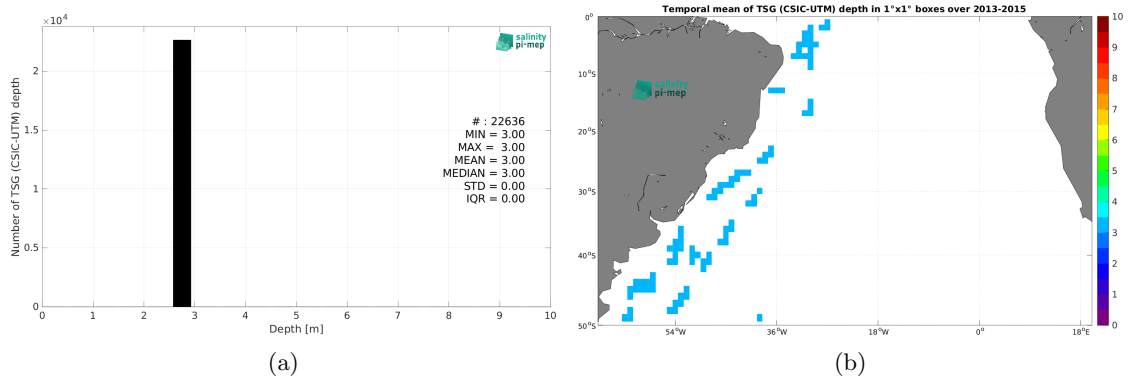 ×10⁴
2
1.5
1
0.5
0
Number of TSG (CSIC-UTM) depth
salinity
pi-mep
# : 22636
MIN = 3.00
MAX = 3.00
MEAN = 3.00
MEDIAN = 3.00
STD = 0.00
IQR = 0.00
0 1 2 3 4 5 6 7 8 9 10
Depth [m]
(a)
Temporal mean of TSG (CSIC-UTM) depth in 1°x1° boxes over 2013-2015
0°
10°S
20°S
30°S
40°S
50°S
salinity
pi-mep
54°W 36°W 18°W 0° 18°E
10
9
8
7
6
5
4
3
2
1
0
(b)